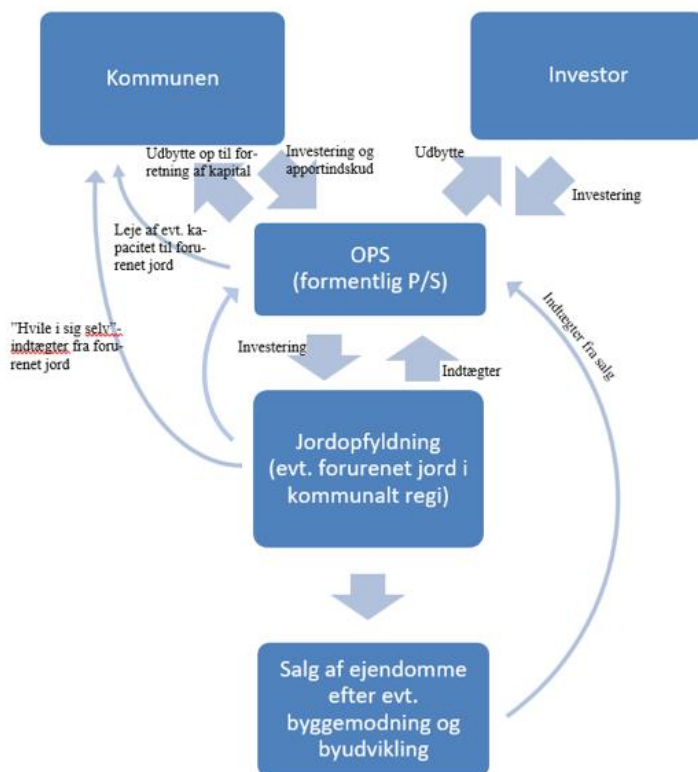 Kommunen
Investor
Udbytte op til for-
retning af kapital
Investering og
apportindskud
Udbytte
Investering
Leje af evt. ka-
pacitet til foru-
renet jord
OPS
(formentlig P/S)
"Hvile i sig selv"-
indtægter fra foru-
renet jord
Investering
Indtægter
Indtægter fra salg
Jordopfyldning
(evt. forurenet jord i
kommunalt regi)
Salg af ejendomme
efter evt.
byggemodning og
byudvikling